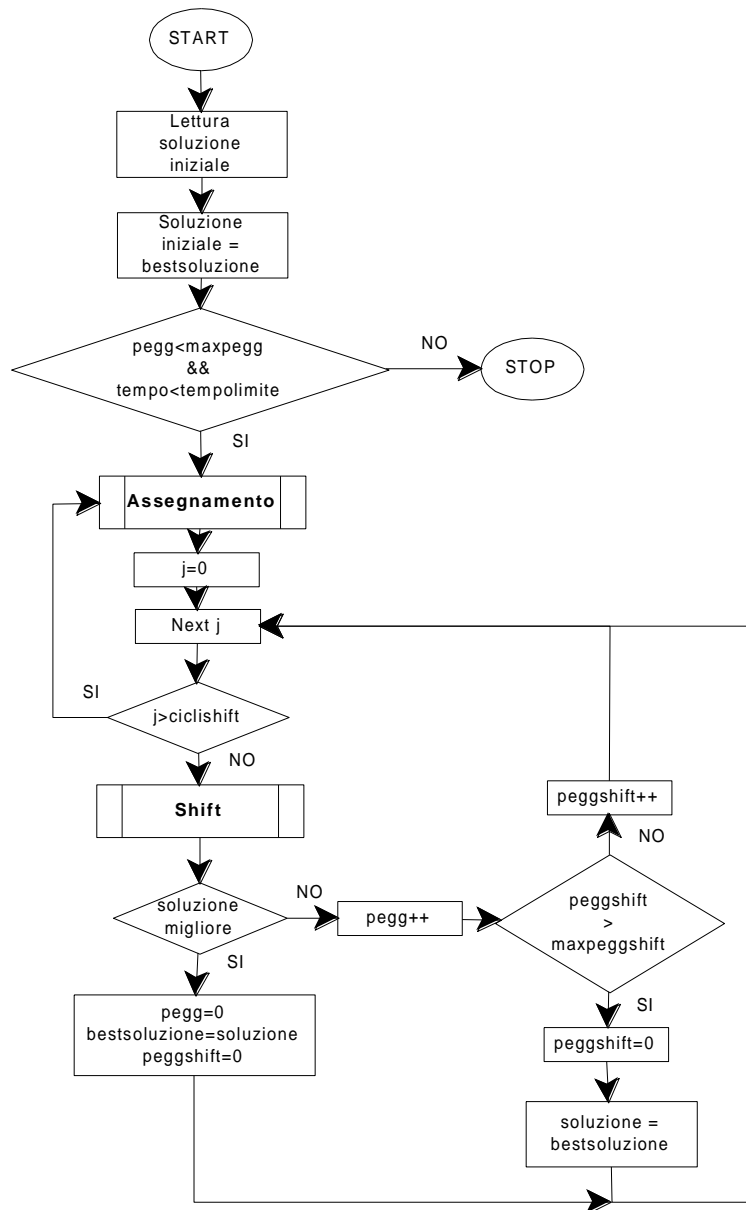 START
Lettura
soluzione
iniziale
Soluzione
iniziale =
bestsoluzione
pegg<maxpegg
&&
tempo<tempolimite
NO
STOP
SI
Assegnamento
j=0
Next j
SI
j>ciclishift
NO
Shift
peggshift++
NO
soluzione
migliore
NO
pegg++
peggshift
>
maxpeggshift
SI
SI
pegg=0
bestsoluzione=soluzione
peggshift=0
peggshift=0
soluzione =
bestsoluzione